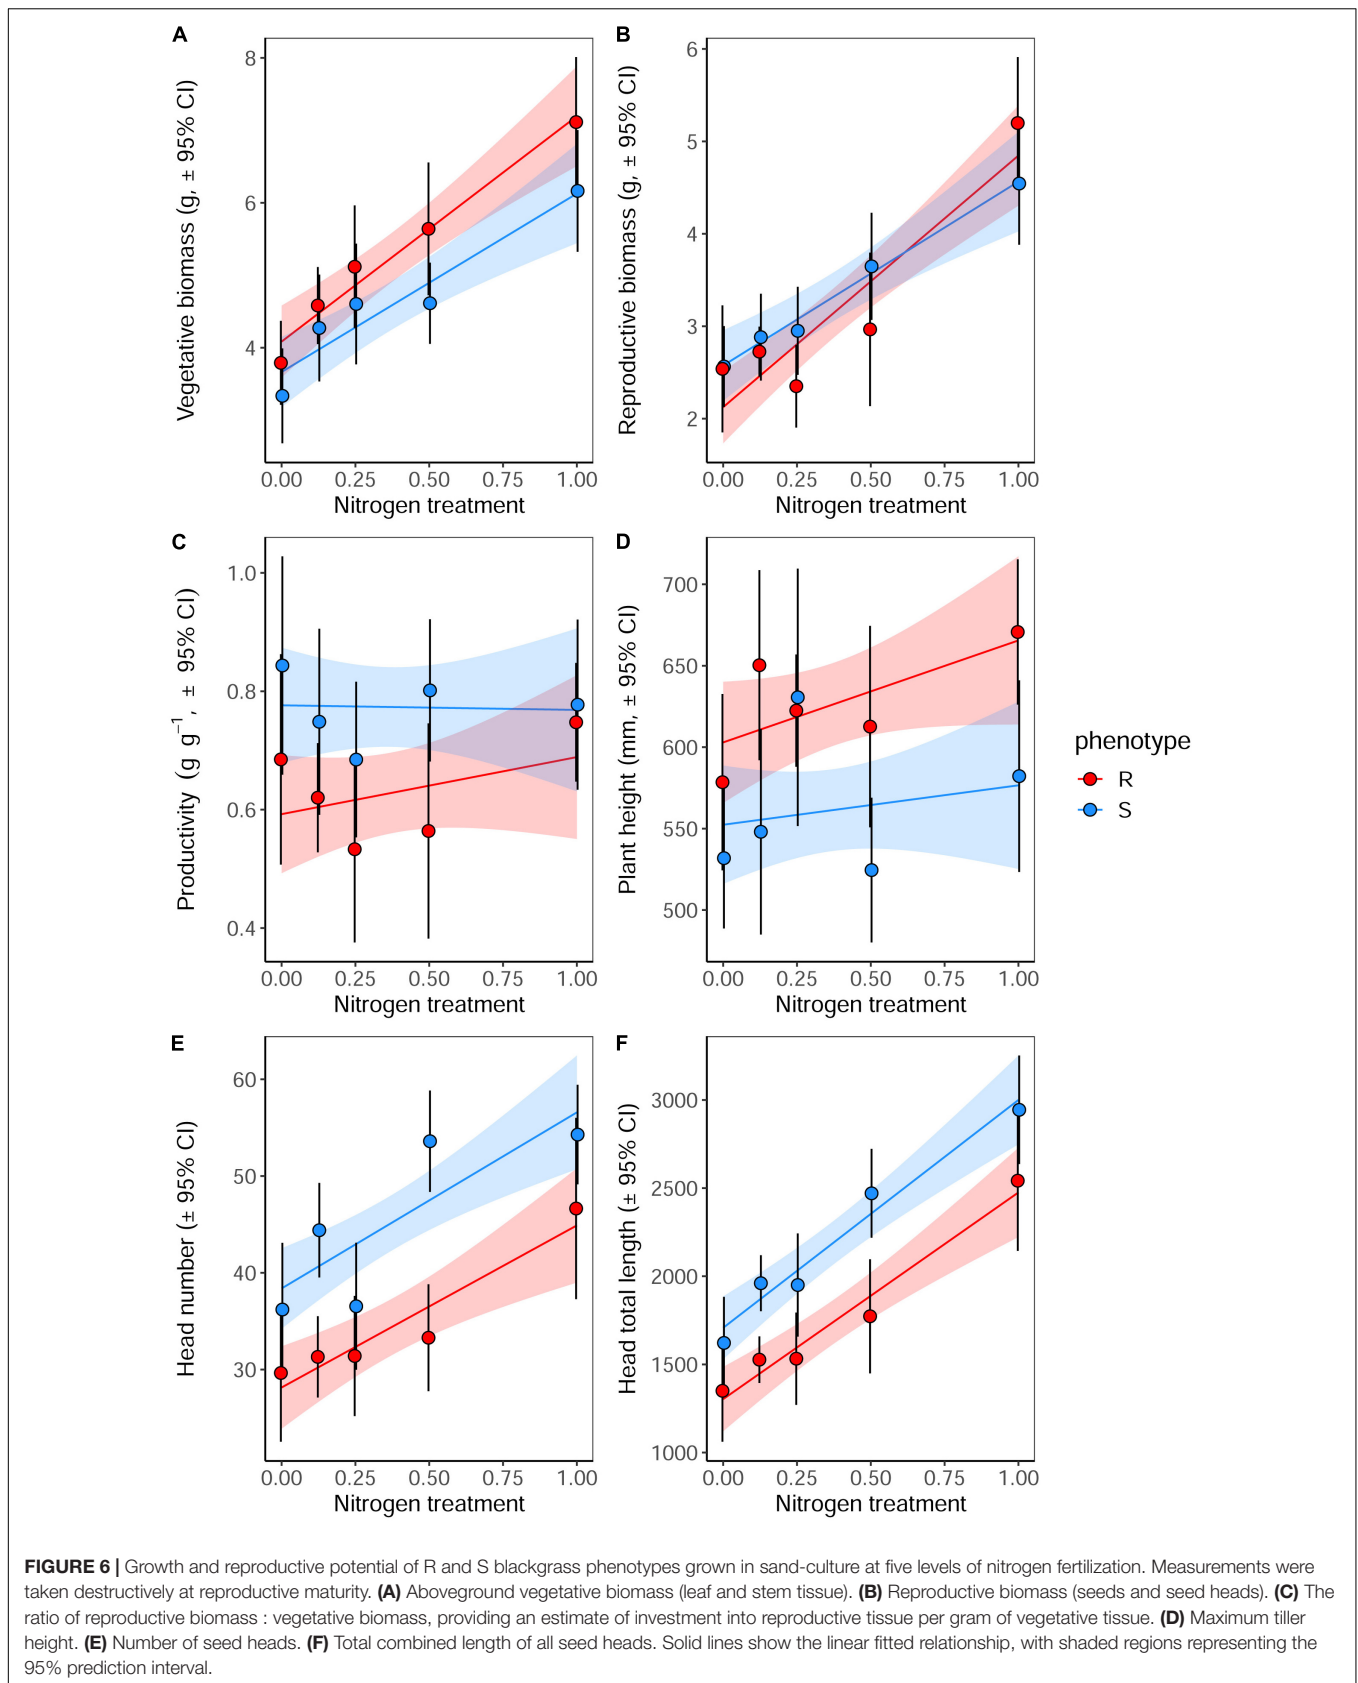 A
Vegetative biomass (g, ± 95% CI)
8
6
4
0.00 0.25 0.50 0.75 1.00
Nitrogen treatment
B
Reproductive biomass (g, ± 95% CI)
6
5
4
3
2
0.00 0.25 0.50 0.75 1.00
Nitrogen treatment
C
Productivity (g g⁻¹, ± 95% CI)
1.0
0.8
0.6
0.4
0.00 0.25 0.50 0.75 1.00
Nitrogen treatment
D
Plant height (mm, ± 95% CI)
700
650
600
550
500
0.00 0.25 0.50 0.75 1.00
Nitrogen treatment
phenotype
R
S
E
Head number (± 95% CI)
60
50
40
30
0.00 0.25 0.50 0.75 1.00
Nitrogen treatment
F
Head total length (± 95% CI)
3000
2500
2000
1500
1000
0.00 0.25 0.50 0.75 1.00
Nitrogen treatment
FIGURE 6 | Growth and reproductive potential of R and S blackgrass phenotypes grown in sand-culture at five levels of nitrogen fertilization. Measurements were
taken destructively at reproductive maturity. (A) Aboveground vegetative biomass (leaf and stem tissue). (B) Reproductive biomass (seeds and seed heads). (C) The
ratio of reproductive biomass : vegetative biomass, providing an estimate of investment into reproductive tissue per gram of vegetative tissue. (D) Maximum tiller
height. (E) Number of seed heads. (F) Total combined length of all seed heads. Solid lines show the linear fitted relationship, with shaded regions representing the
95% prediction interval.